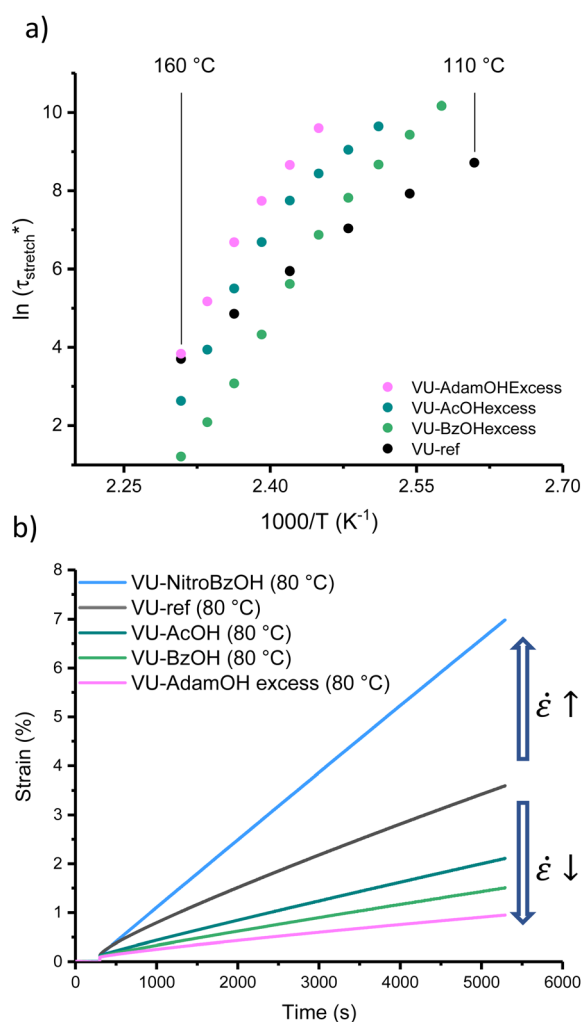 a)
160 °C
110 °C
10
8
6
4
2
ln (τstretch*)
VU-AdamOHExcess
VU-AcOHexcess
VU-BzOHexcess
VU-ref
2.25
2.40
2.55
2.70
1000/T (K-1)
b)
8
7
6
5
4
3
2
1
0
Strain (%)
VU-NitroBzOH (80 °C)
VU-ref (80 °C)
VU-AcOH (80 °C)
VU-BzOH (80 °C)
VU-AdamOH excess (80 °C)
ε̇ ↑
ε̇ ↓
0
1000
2000
3000
4000
5000
6000
Time (s)